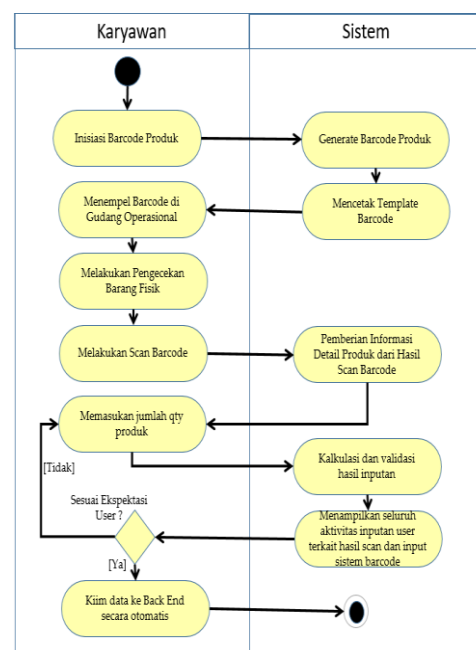 Karyawan
Sistem
Inisiasi Barcode Produk
Generate Barcode Produk
Mencetak Template
Barcode
Menempel Barcode di
Gudang Operasional
Melakukan Pengecekan
Barang Fisik
Melakukan Scan Barcode
Pemberian Informasi
Detail Produk dari Hasil
Scan Barcode
Memasukan jumlah qty
produk
[Tidak]
Kalkulasi dan validasi
hasil inputan
Sesuai Ekspektasi
User ?
Menampilkan seluruh
aktivitas inputan user
terkait hasil scan dan input
sistem barcode
[Ya]
Kiim data ke Back End
secara otomatis